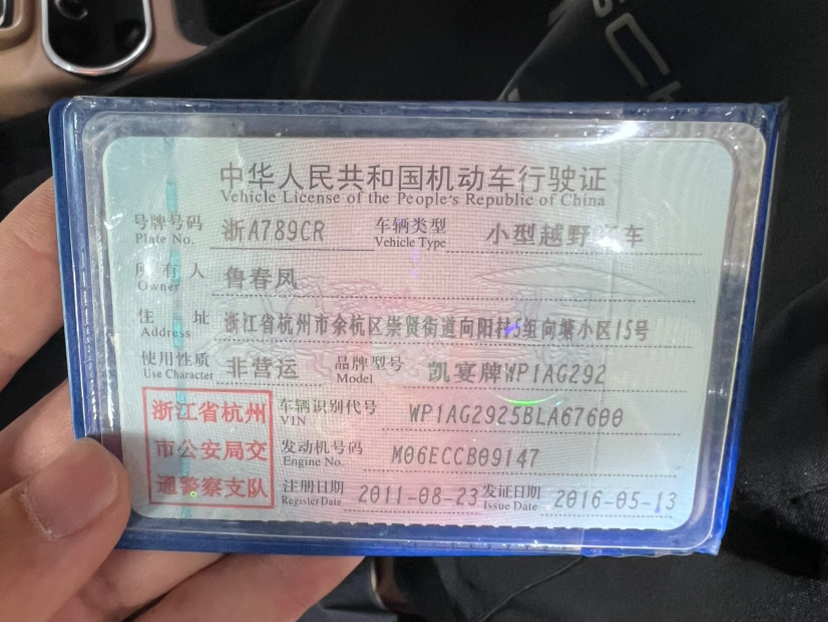 中华人民共和国机动车行驶证
Vehicle License of the People's Republic of China
号牌号码 浙A789CR 车辆类型 小型越野客车
Plate No. Vehicle Type
所有人 鲁春凤
Owner
住址 浙江省杭州市余杭区崇贤街道向阳村5组向塘小区15号
Address
使用性质 非营运 品牌型号 凯宴牌WP1AG292
Use Character Model
浙江省杭州
市公安局交
通警察支队
车辆识别代号 WP1AG2925BLA67600
VIN
发动机号码 M06ECCB09147
Engine No.
注册日期 2011-08-23 发证日期 2016-05-13
Register Date Issue Date